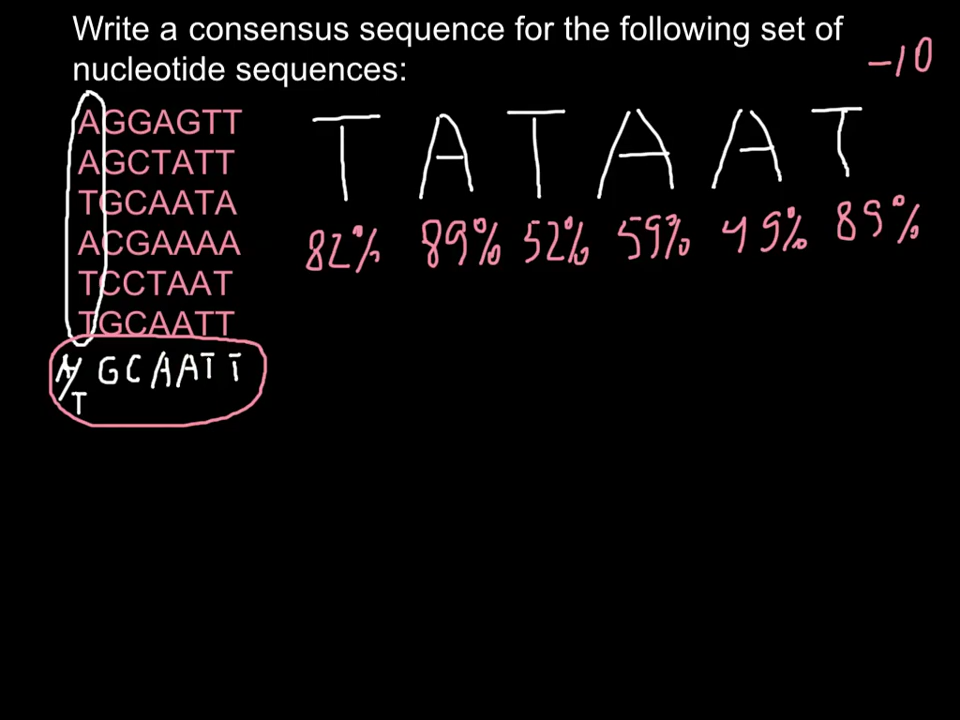 Write a consensus sequence for the following set of
nucleotide sequences:
-10
AGGAGTT
AGCTATT
TGCAATA
ACGAAAA
TCCTAAT
TGCAATT
A/T GCAATT
T A T A A T
82% 89% 52% 59% 49% 89%